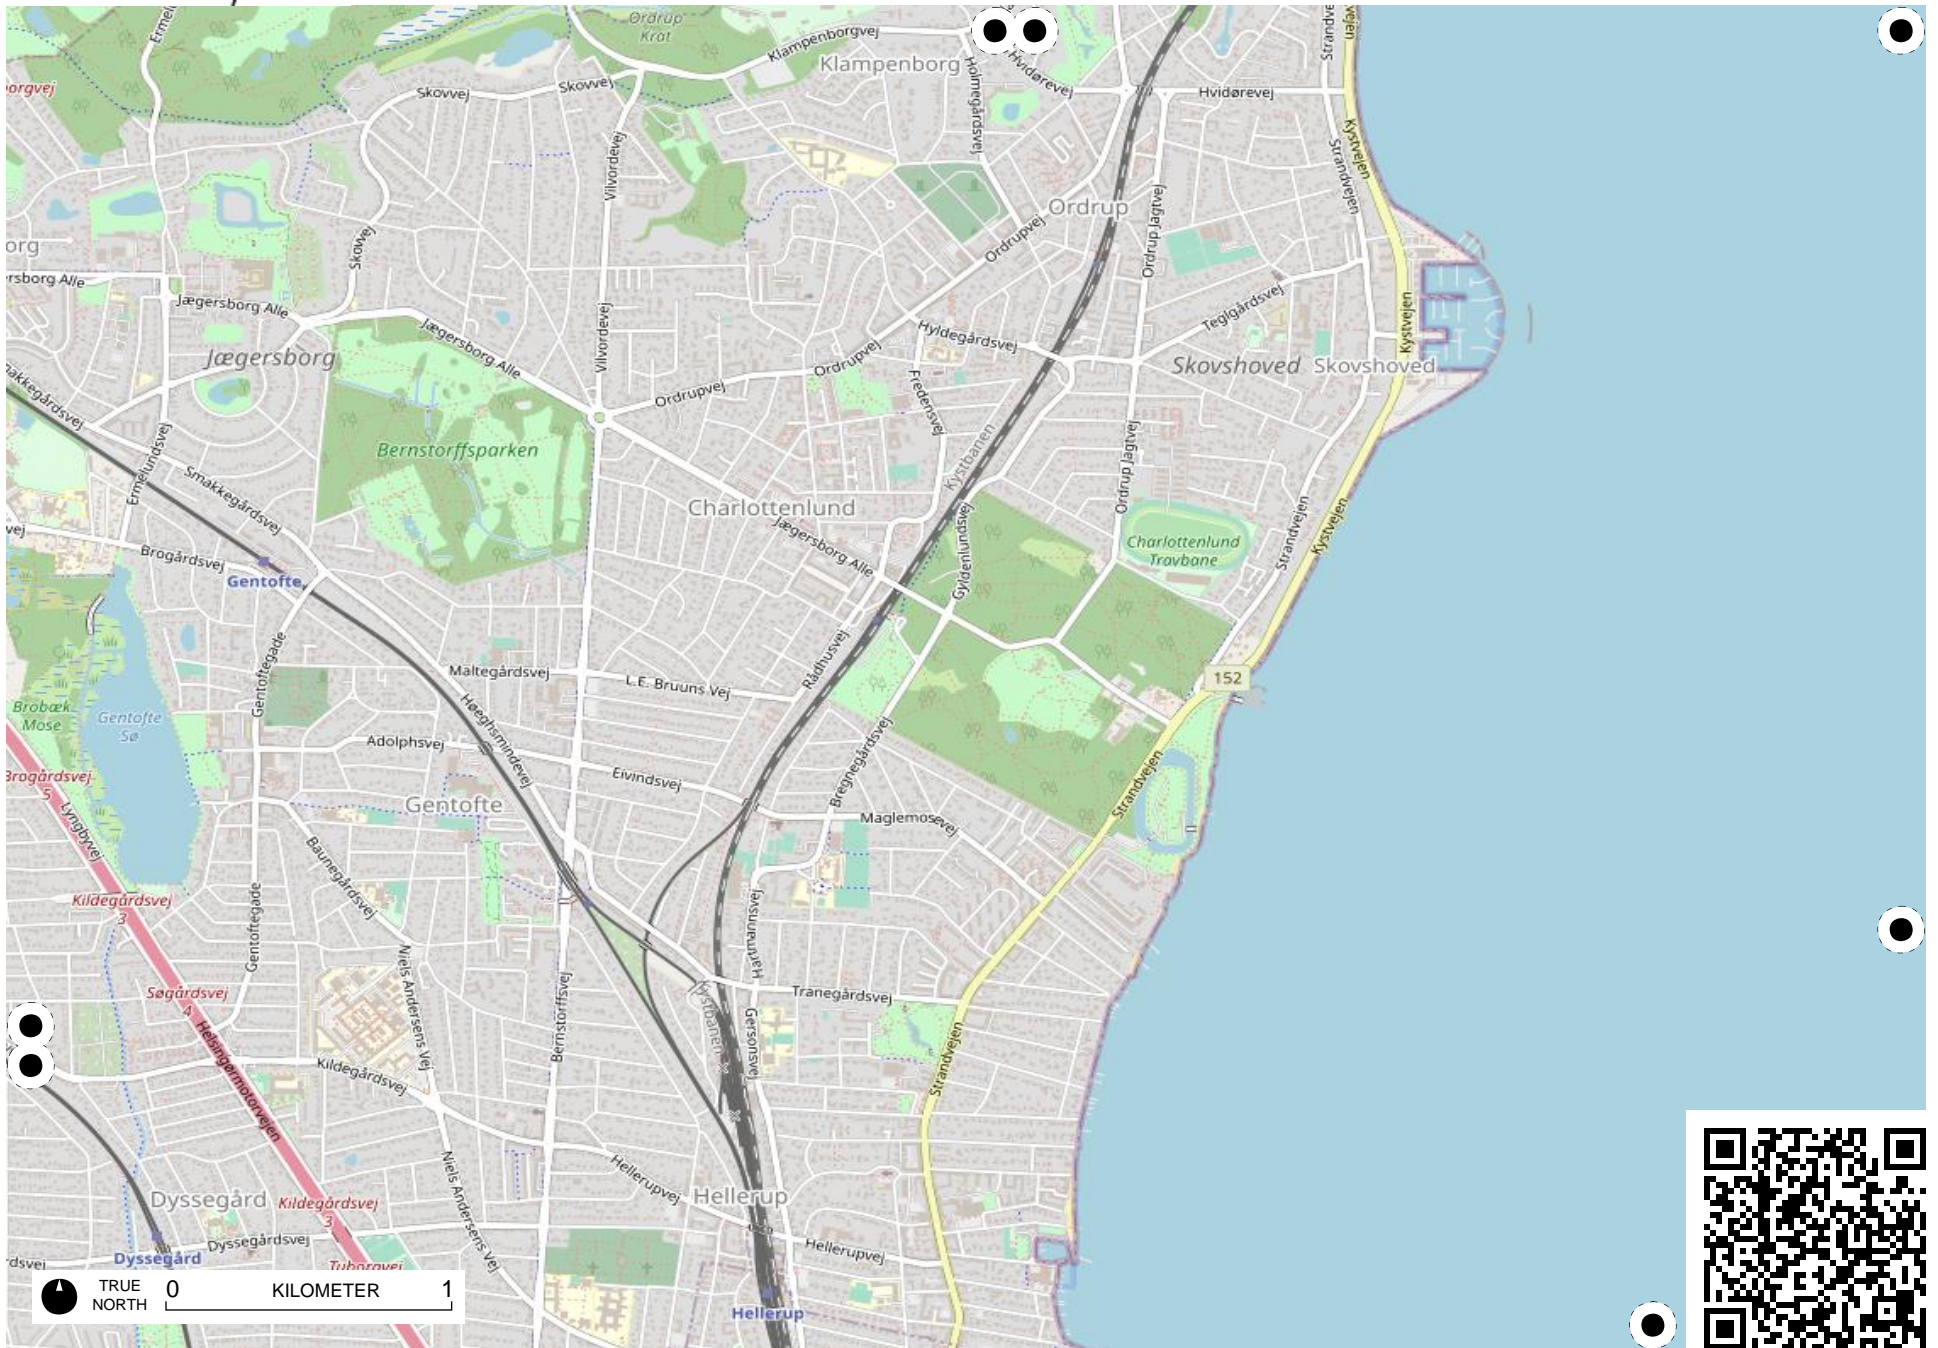 Ordrup
Krat
Klampenborgvej
Klampenborg
Skovvej
Skovvej
Hvidørevej
Holmegårdsvej
Hvidørevej
Kystvejen
Strandvejen
Vilvordevej
Ordrup
Ordrupvej
Ordrup Jagtvej
Skovvej
Jægersborg Alle
Jægersborg Alle
Jægersborg
Vilvordevej
Hyldegårdsvej
Teglgårdsvej
Kystvejen
Skovshoved
Skovshoved
Ordrupvej
Ordrupvej
Fredensvej
Ermelundsvej
Smakkegårdsvej
Bernstorffsparken
Kystbanen
Ordrup Jagtvej
Charlottenlund
Jægersborg Alle
Gyldenlundsvej
Charlottenlund
Travbane
Strandvejen
Kystvejen
Brogårdsvej
Gentofte
Gentoftegade
Maltegårdsvej
L.E. Bruuns Vej
Rådhusvej
152
Brobæk
Mose
Gentofte
Sø
Høeghsmindevej
Adolphsvej
Eivindsvej
Bregnegårdsvej
Strandvejen
Brogårdsvej
5
Lyngbyvej
Gentofte
Maglemosevej
Baunegårdsvej
Kildegårdsvej
3
Gentoftegade
Niels Andersens Vej
Hartmannsvej
Søgårdsvej
4
Bernstorffsvej
Kystbanen
Tranegårdsvej
Gersonsvej
Strandvejen
Helsingørmotorvejen
Kildegårdsvej
Niels Andersens Vej
Hellerupvej
Hellerup
Dyssegård
Kildegårdsvej
3
Dyssegårdsvej
Dyssegård
Hellerupvej
Tuborgvej
Hellerup
TRUE
NORTH
0 KILOMETER 1